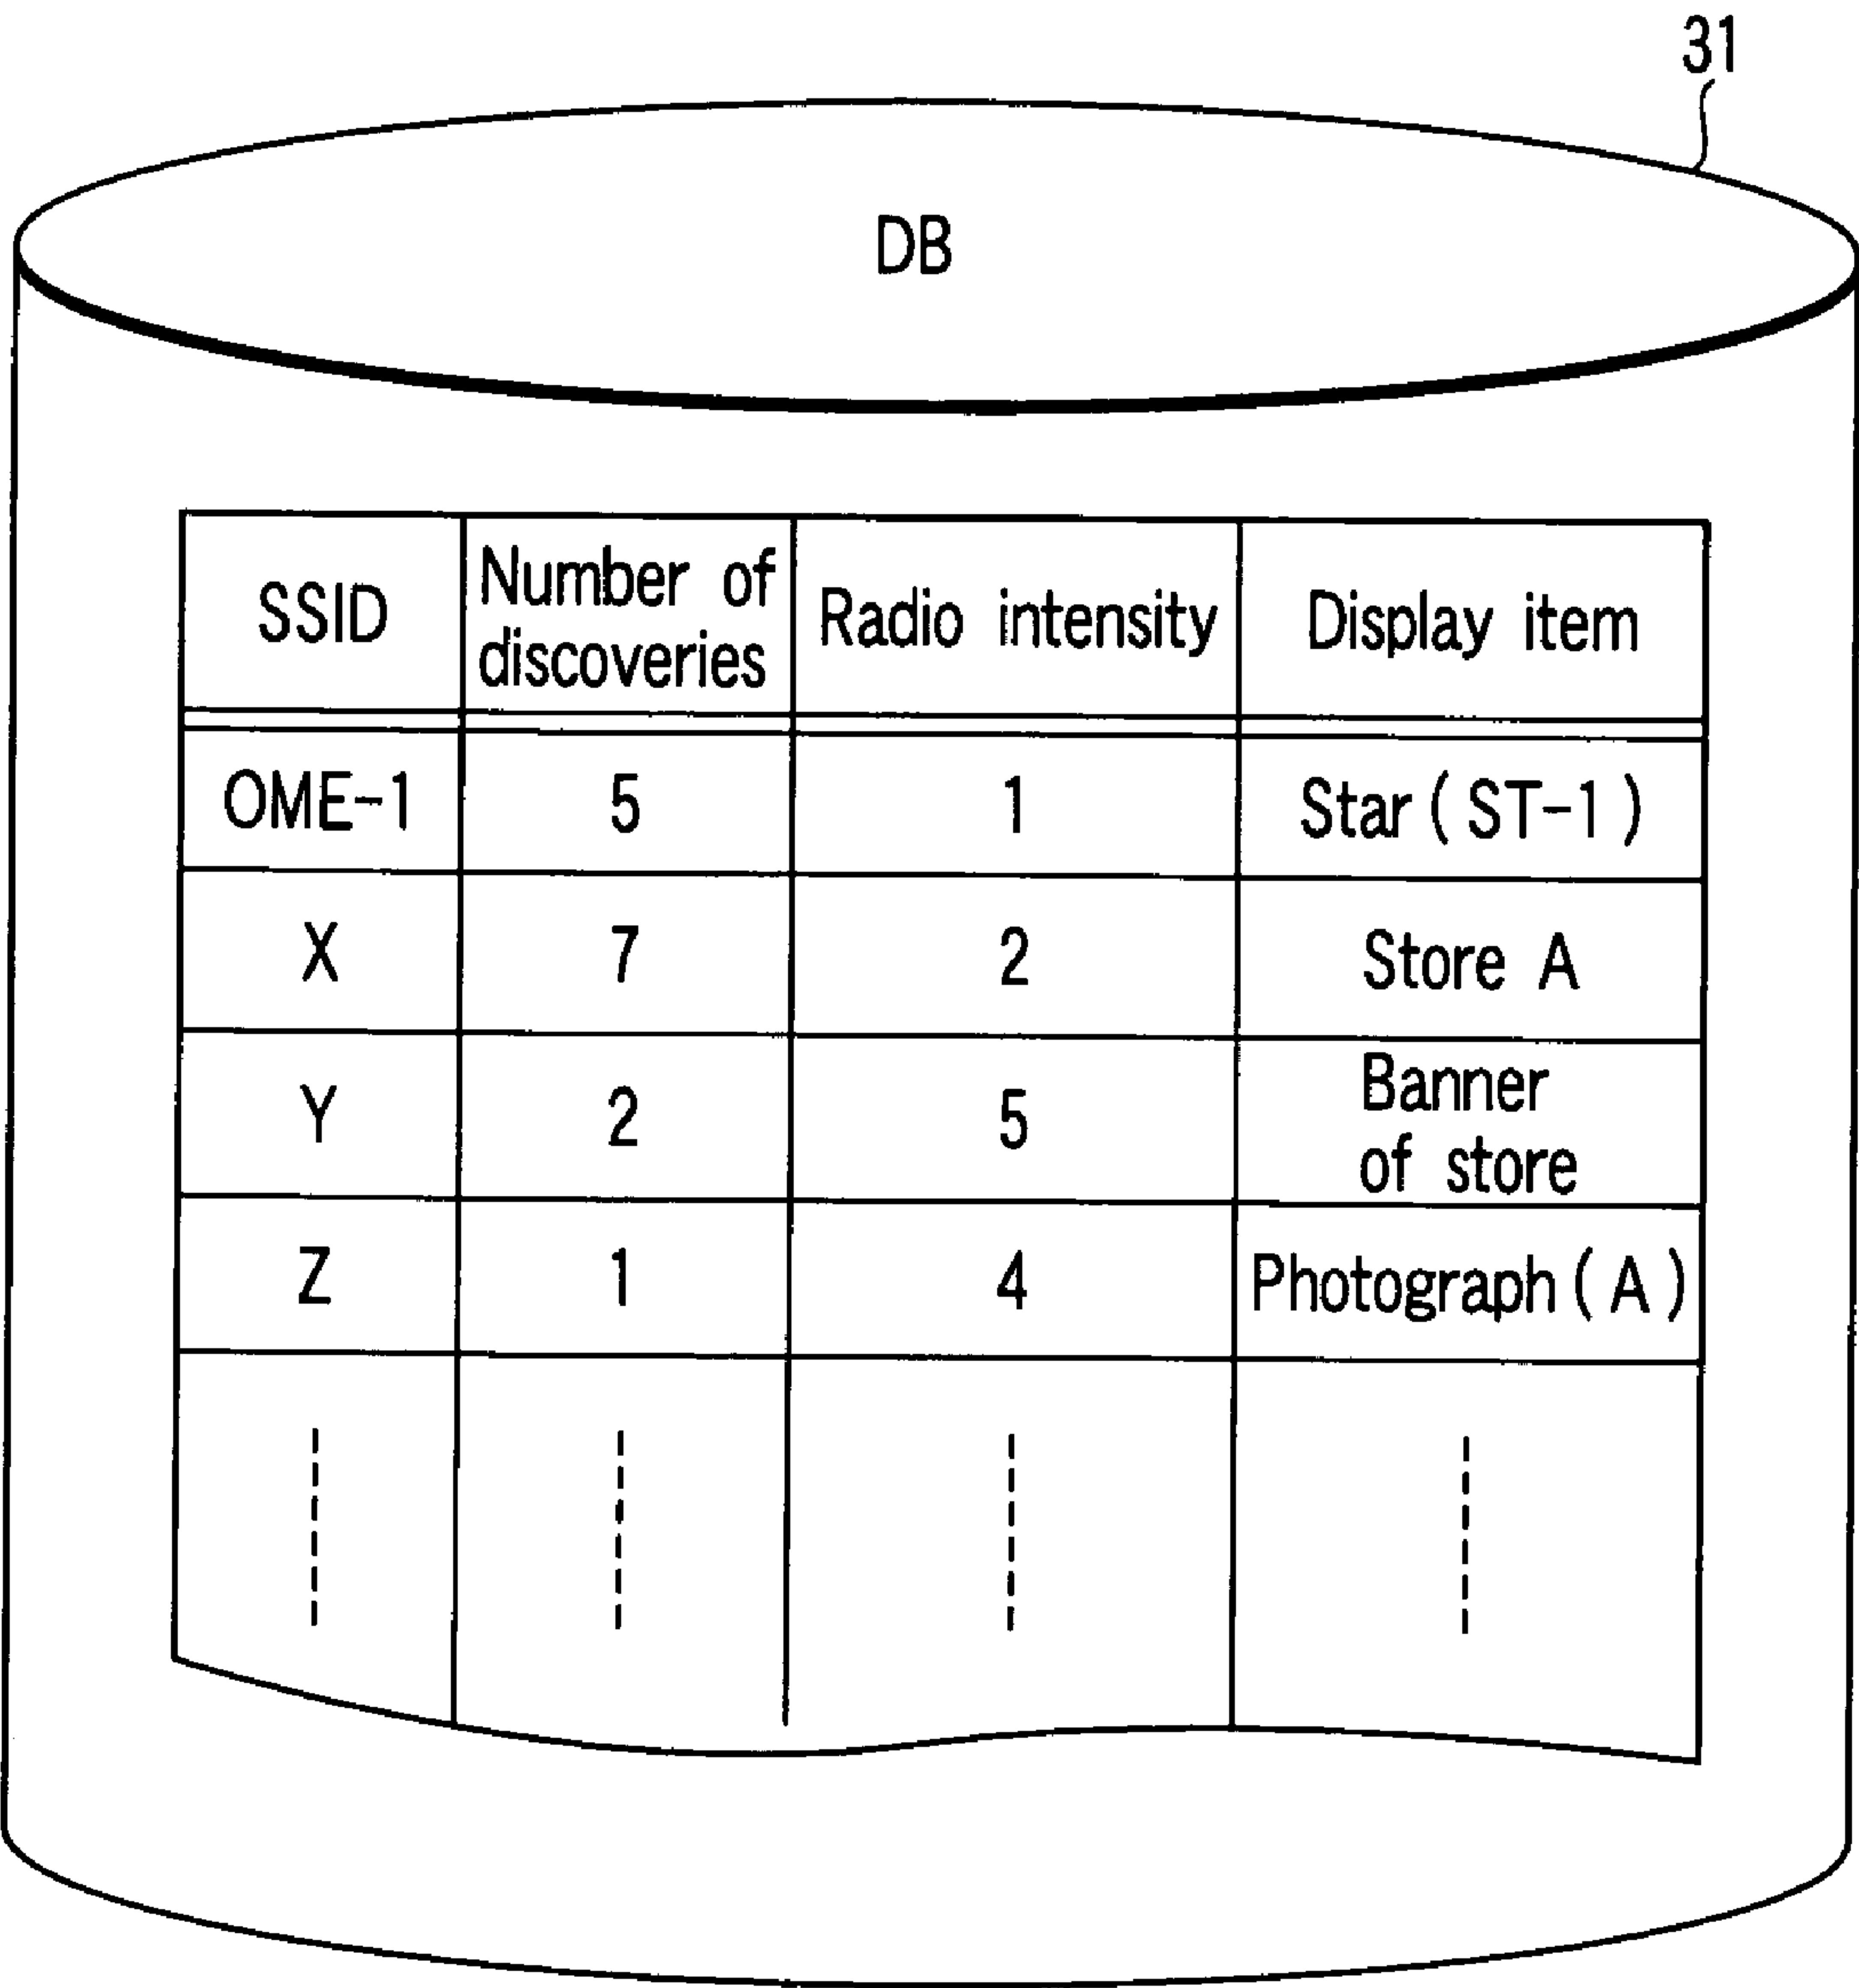 31
DB
SSID
Number of
discoveries
Radio intensity
Display item
OME-1 5 1 Star(ST-1)
X 7 2 Store A
Y 2 5 Banner
of store
Z 1 4 Photograph(A)